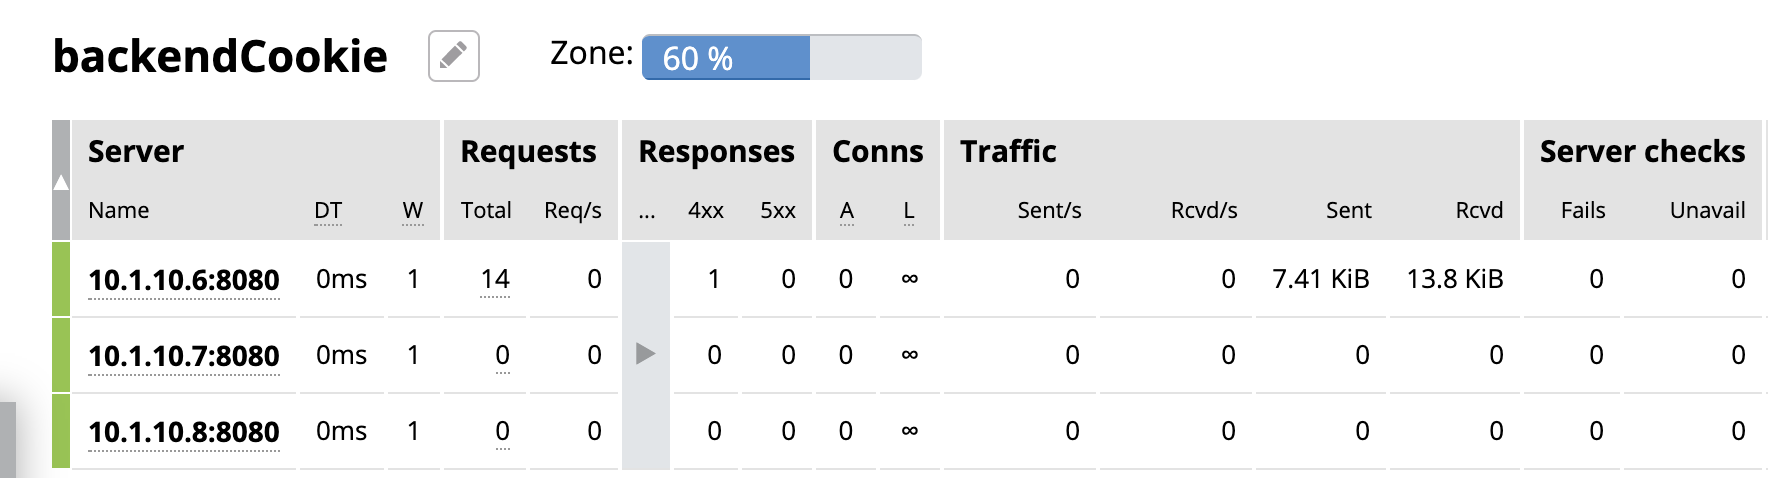 backendCookie Zone: 60 %
Server Requests Responses Conns Traffic Server checks
Name DT W Total Req/s ... 4xx 5xx A L Sent/s Rcvd/s Sent Rcvd Fails Unavail
10.1.10.6:8080 0ms 1 14 0 1 0 0 ∞ 0 0 7.41 KiB 13.8 KiB 0 0
10.1.10.7:8080 0ms 1 0 0 0 0 0 ∞ 0 0 0 0 0 0
10.1.10.8:8080 0ms 1 0 0 0 0 0 ∞ 0 0 0 0 0 0